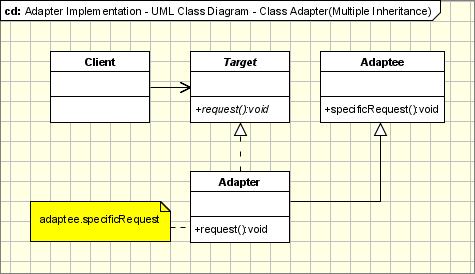 cd: Adapter Implementation - UML Class Diagram - Class Adapter(Multiple Inheritance)
Client
Target
+request():void
Adaptee
+specificRequest():void
Adapter
+request():void
adaptee.specificRequest